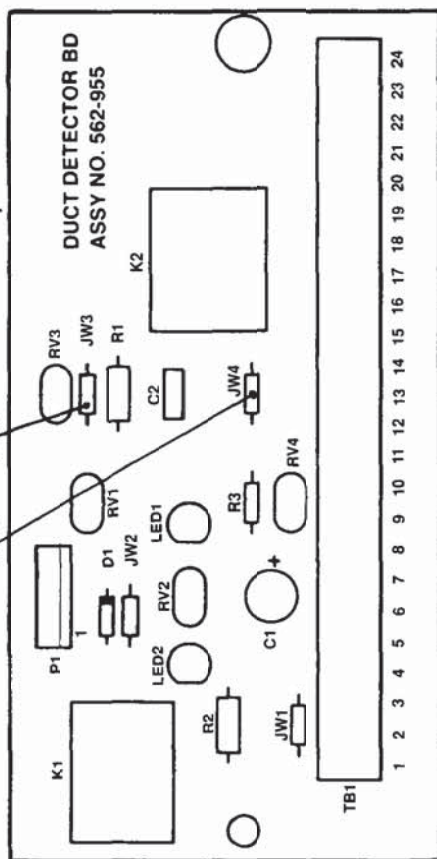 DUCT DETECTOR BD
ASSY NO. 562-955
K1
P1
1
D1
JW2
RV1
RV3
JW3
R1
C2
K2
LED2
RV2
LED1
R2
JW1
C1
+
R3
RV4
JW4
TB1
1 2 3 4 5 6 7 8 9 10 11 12 13 14 15 16 17 18 19 20 21 22 23 24